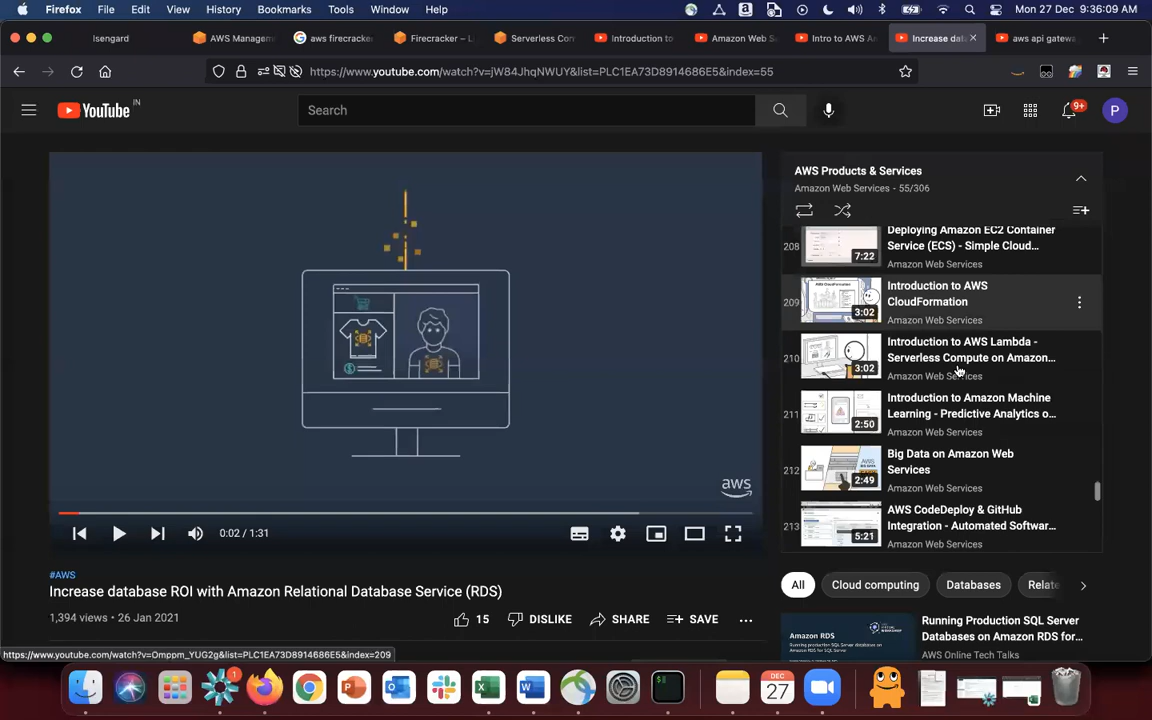 Firefox File Edit View History Bookmarks Tools Window Help
Mon 27 Dec 9:36:09 AM
Isengard
AWS Managem
aws firecracker
Firecracker – L
Serverless Com
Introduction to
Amazon Web S
Intro to AWS A
Increase data
aws api gatewa
https://www.youtube.com/watch?v=jW84JhqNWUY&list=PLC1EA73D8914686E5&index=55
YouTube IN
Search
9+
P
AWS Products & Services
Amazon Web Services - 55/306
208
7:22
Deploying Amazon EC2 Container
Service (ECS) - Simple Cloud...
Amazon Web Services
209
AWS CloudFormation
3:02
Introduction to AWS
CloudFormation
Amazon Web Services
210
3:02
Introduction to AWS Lambda -
Serverless Compute on Amazon...
Amazon Web Services
211
2:50
Introduction to Amazon Machine
Learning - Predictive Analytics o...
Amazon Web Services
212
2:49
Big Data on Amazon Web
Services
Amazon Web Services
213
5:21
AWS CodeDeploy & GitHub
Integration - Automated Softwar...
Amazon Web Services
aws
0:02 / 1:31
#AWS
Increase database ROI with Amazon Relational Database Service (RDS)
1,394 views • 26 Jan 2021
15
DISLIKE
SHARE
SAVE
All
Cloud computing
Databases
Relate
Amazon RDS
Running Production SQL Server
Databases on Amazon RDS for...
AWS Online Tech Talks
https://www.youtube.com/watch?v=Omppm_YUG2g&list=PLC1EA73D8914686E5&index=209
1
DEC
27